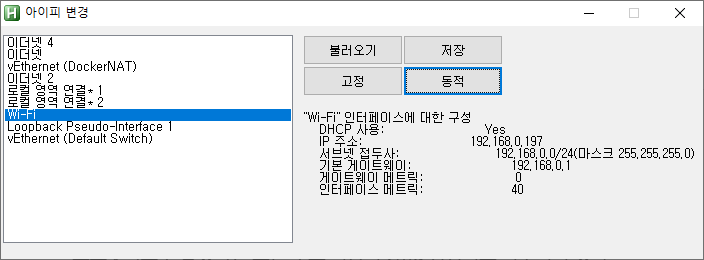 아이피 변경
이더넷 4
이더넷
vEthernet (DockerNAT)
이더넷 2
로컬 영역 연결* 1
로컬 영역 연결* 2
Wi-Fi
Loopback Pseudo-Interface 1
vEthernet (Default Switch)
불러오기 저장
고정 동적
"Wi-Fi" 인터페이스에 대한 구성
DHCP 사용: Yes
IP 주소: 192.168.0.197
서브넷 접두사: 192.168.0.0/24(마스크 255.255.255.0)
기본 게이트웨이: 192.168.0.1
게이트웨이 메트릭: 0
인터페이스 메트릭: 40